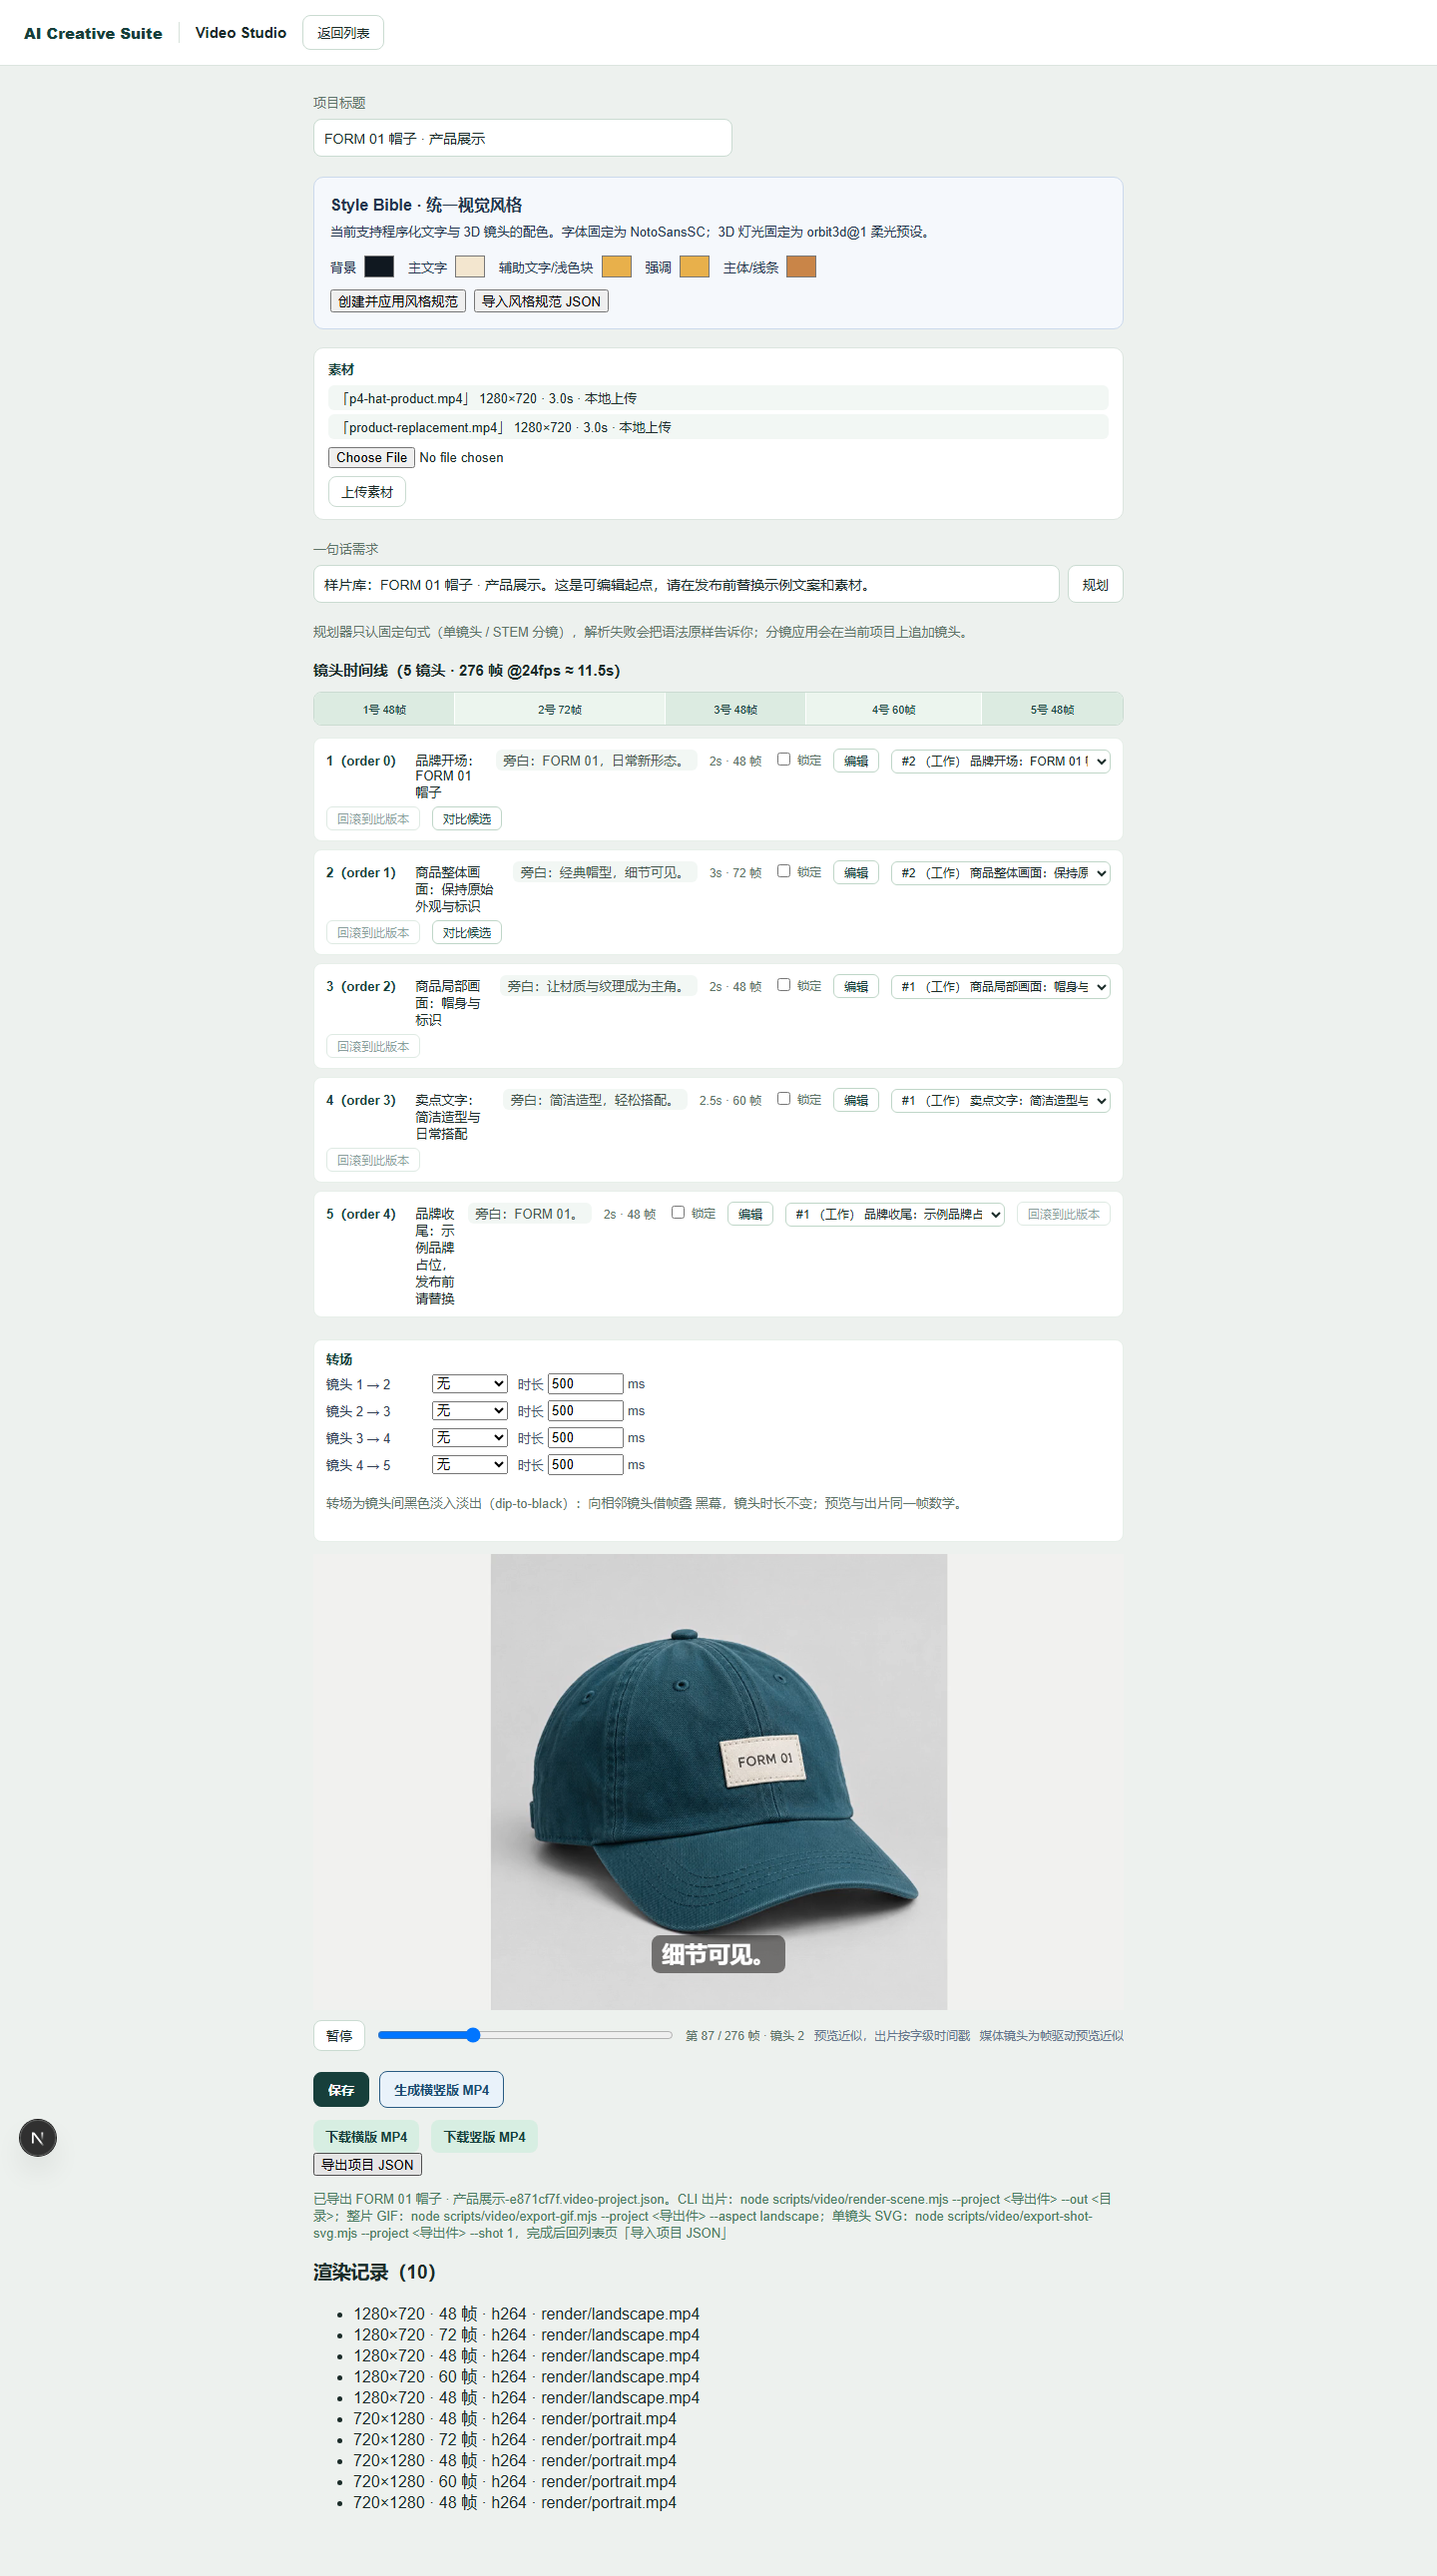 AI Creative Suite Video Studio 返回列表
项目标题
FORM 01 帽子 · 产品展示
Style Bible · 统一视觉风格
当前支持程序化文字与 3D 镜头的配色。字体固定为 NotoSansSC；3D 灯光固定为 orbit3d@1 柔光预设。
背景 主文字 辅助文字/浅色块 强调 主体/线条
创建并应用风格规范 导入风格规范 JSON
素材
「p4-hat-product.mp4」 1280×720 · 3.0s · 本地上传
「product-replacement.mp4」 1280×720 · 3.0s · 本地上传
Choose File No file chosen
上传素材
一句话需求
样片库：FORM 01 帽子 · 产品展示。这是可编辑起点，请在发布前替换示例文案和素材。 规划
规划器只认固定句式（单镜头 / STEM 分镜），解析失败会把语法原样告诉你；分镜应用会在当前项目上追加镜头。
镜头时间线（5 镜头 · 276 帧 @24fps ≈ 11.5s）
1号 48帧 2号 72帧 3号 48帧 4号 60帧 5号 48帧
1（order 0） 品牌开场： 旁白：FORM 01，日常新形态。 2s · 48 帧 锁定 编辑 #2 （工作） 品牌开场：FORM 01
FORM 01
帽子
回滚到此版本 对比候选
2（order 1） 商品整体画 旁白：经典帽型，细节可见。 3s · 72 帧 锁定 编辑 #2 （工作） 商品整体画面：保持原
面：保持原始
外观与标识
回滚到此版本 对比候选
3（order 2） 商品局部画 旁白：让材质与纹理成为主角。 2s · 48 帧 锁定 编辑 #1 （工作） 商品局部画面：帽身与
面：帽身与
标识
回滚到此版本
4（order 3） 卖点文字： 旁白：简洁造型，轻松搭配。 2.5s · 60 帧 锁定 编辑 #1 （工作） 卖点文字：简洁造型与
简洁造型与
日常搭配
回滚到此版本
5（order 4） 品牌收 旁白：FORM 01。 2s · 48 帧 锁定 编辑 #1 （工作） 品牌收尾：示例品牌占 回滚到此版本
尾：示
例品牌
占位，
发布前
请替换
转场
镜头 1 → 2 无 时长 500 ms
镜头 2 → 3 无 时长 500 ms
镜头 3 → 4 无 时长 500 ms
镜头 4 → 5 无 时长 500 ms
转场为镜头间黑色淡入淡出（dip-to-black）：向相邻镜头借帧叠 黑幕，镜头时长不变；预览与出片同一帧数学。
FORM 01
细节可见。
暂停 第 87 / 276 帧 · 镜头 2 预览近似，出片按字级时间戳 媒体镜头为帧驱动预览近似
保存 生成横竖版 MP4
N
下载横版 MP4 下载竖版 MP4
导出项目 JSON
已导出 FORM 01 帽子 · 产品展示-e871cf7f.video-project.json。CLI 出片：node scripts/video/render-scene.mjs --project <导出件> --out <目
录>；整片 GIF：node scripts/video/export-gif.mjs --project <导出件> --aspect landscape；单镜头 SVG：node scripts/video/export-shot-
svg.mjs --project <导出件> --shot 1，完成后回列表页「导入项目 JSON」
渲染记录（10）
1280×720 · 48 帧 · h264 · render/landscape.mp4
1280×720 · 72 帧 · h264 · render/landscape.mp4
1280×720 · 48 帧 · h264 · render/landscape.mp4
1280×720 · 60 帧 · h264 · render/landscape.mp4
1280×720 · 48 帧 · h264 · render/landscape.mp4
720×1280 · 48 帧 · h264 · render/portrait.mp4
720×1280 · 72 帧 · h264 · render/portrait.mp4
720×1280 · 48 帧 · h264 · render/portrait.mp4
720×1280 · 60 帧 · h264 · render/portrait.mp4
720×1280 · 48 帧 · h264 · render/portrait.mp4